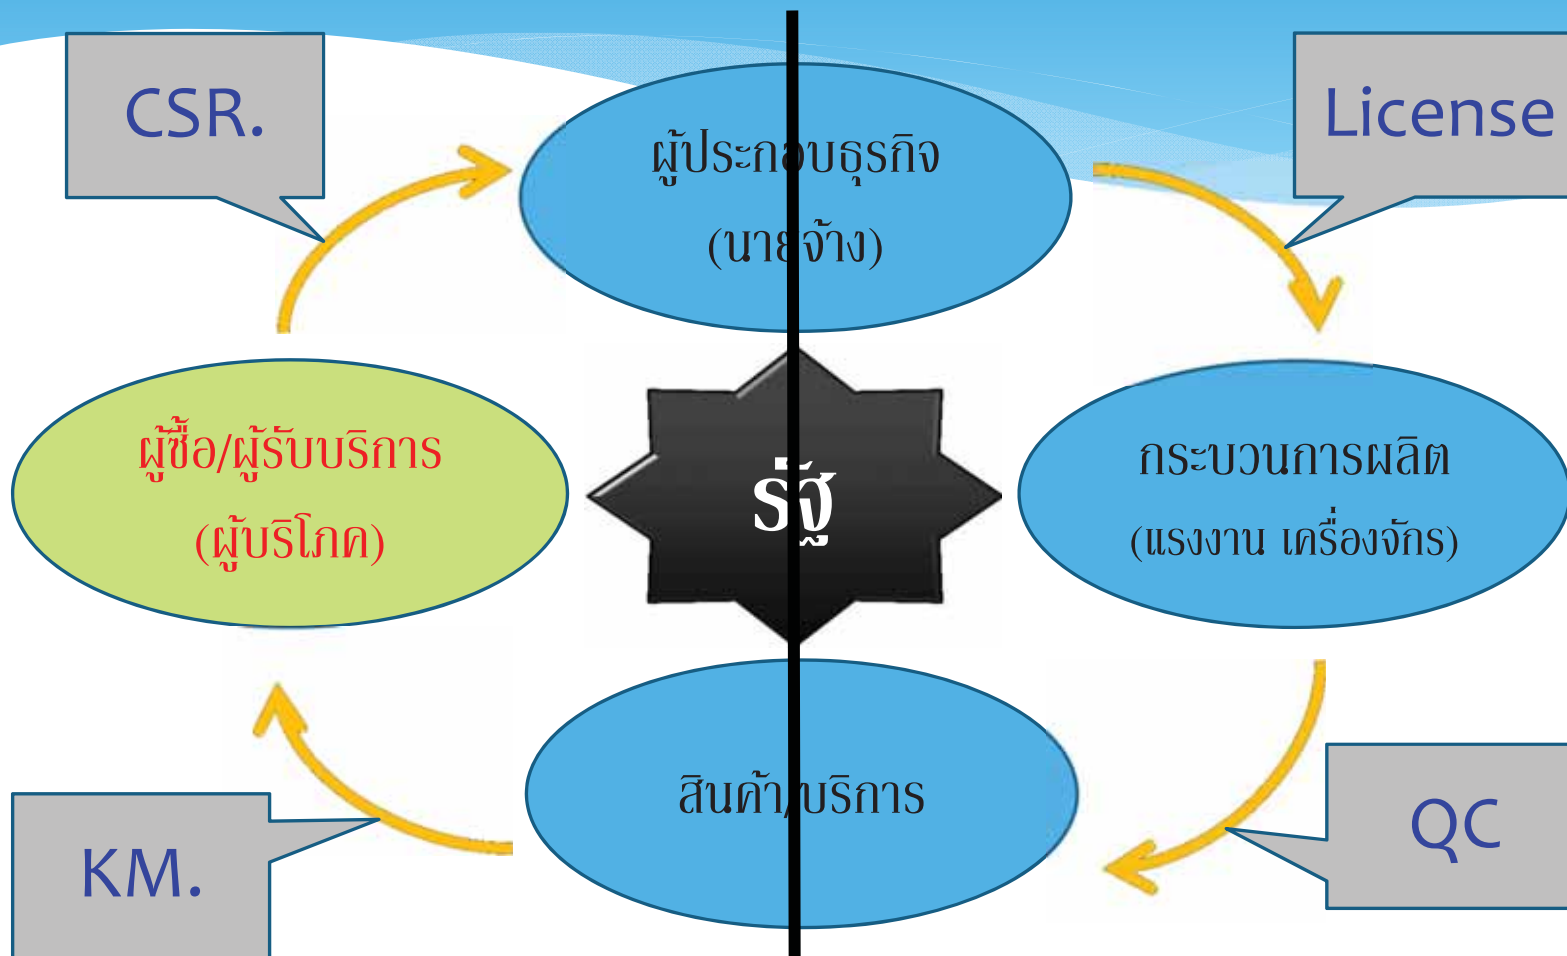 CSR.
License
ผู้ประกอบธุรกิจ
(นายจ้าง)
ผู้ซื้อ/ผู้รับบริการ
(ผู้บริโภค)
รัฐ
กระบวนการผลิต
(แรงงาน เครื่องจักร)
สินค้า/บริการ
KM.
QC